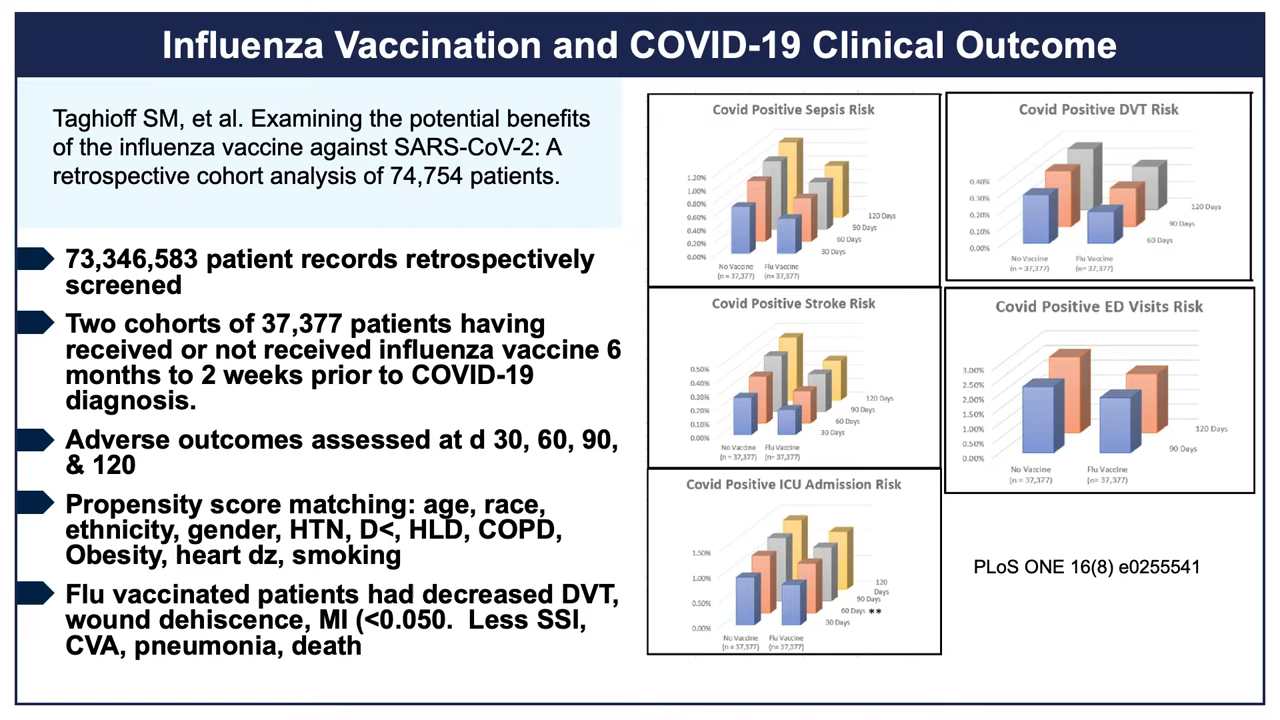 Influenza Vaccination and COVID-19 Clinical Outcome
Taghioff SM, et al. Examining the potential benefits
of the influenza vaccine against SARS-CoV-2: A
retrospective cohort analysis of 74,754 patients.
73,346,583 patient records retrospectively
screened
Two cohorts of 37,377 patients having
received or not received influenza vaccine 6
months to 2 weeks prior to COVID-19
diagnosis.
Adverse outcomes assessed at d 30, 60, 90,
& 120
Propensity score matching: age, race,
ethnicity, gender, HTN, D<, HLD, COPD,
Obesity, heart dz, smoking
Flu vaccinated patients had decreased DVT,
wound dehiscence, MI (<0.050.  Less SSI,
CVA, pneumonia, death
Covid Positive Sepsis Risk
1.20%
1.00%
0.80%
0.60%
0.40%
0.20%
0.00%
120 Days
90 Days
60 Days
30 Days
No Vaccine
(n = 37,377)
Flu Vaccine
(n= 37,377)
Covid Positive DVT Risk
0.40%
0.30%
0.20%
0.10%
0.00%
120 Days
90 Days
60 Days
No Vaccine
(n = 37,377)
Flu Vaccine
(n= 37,377)
Covid Positive Stroke Risk
0.50%
0.40%
0.30%
0.20%
0.10%
0.00%
120 Days
90 Days
60 Days
30 Days
No Vaccine
(n = 37,377)
Flu Vaccine
(n= 37,377)
Covid Positive ED Visits Risk
3.00%
2.50%
2.00%
1.50%
1.00%
0.50%
0.00%
120 Days
90 Days
No Vaccine
(n = 37,377)
Flu Vaccine
(n= 37,377)
Covid Positive ICU Admission Risk
1.50%
1.00%
0.50%
0.00%
120
Days
90 Days
60 Days **
30 Days
No Vaccine
(n = 37,377)
Flu Vaccine
(n= 37,377)
PLoS ONE 16(8) e0255541